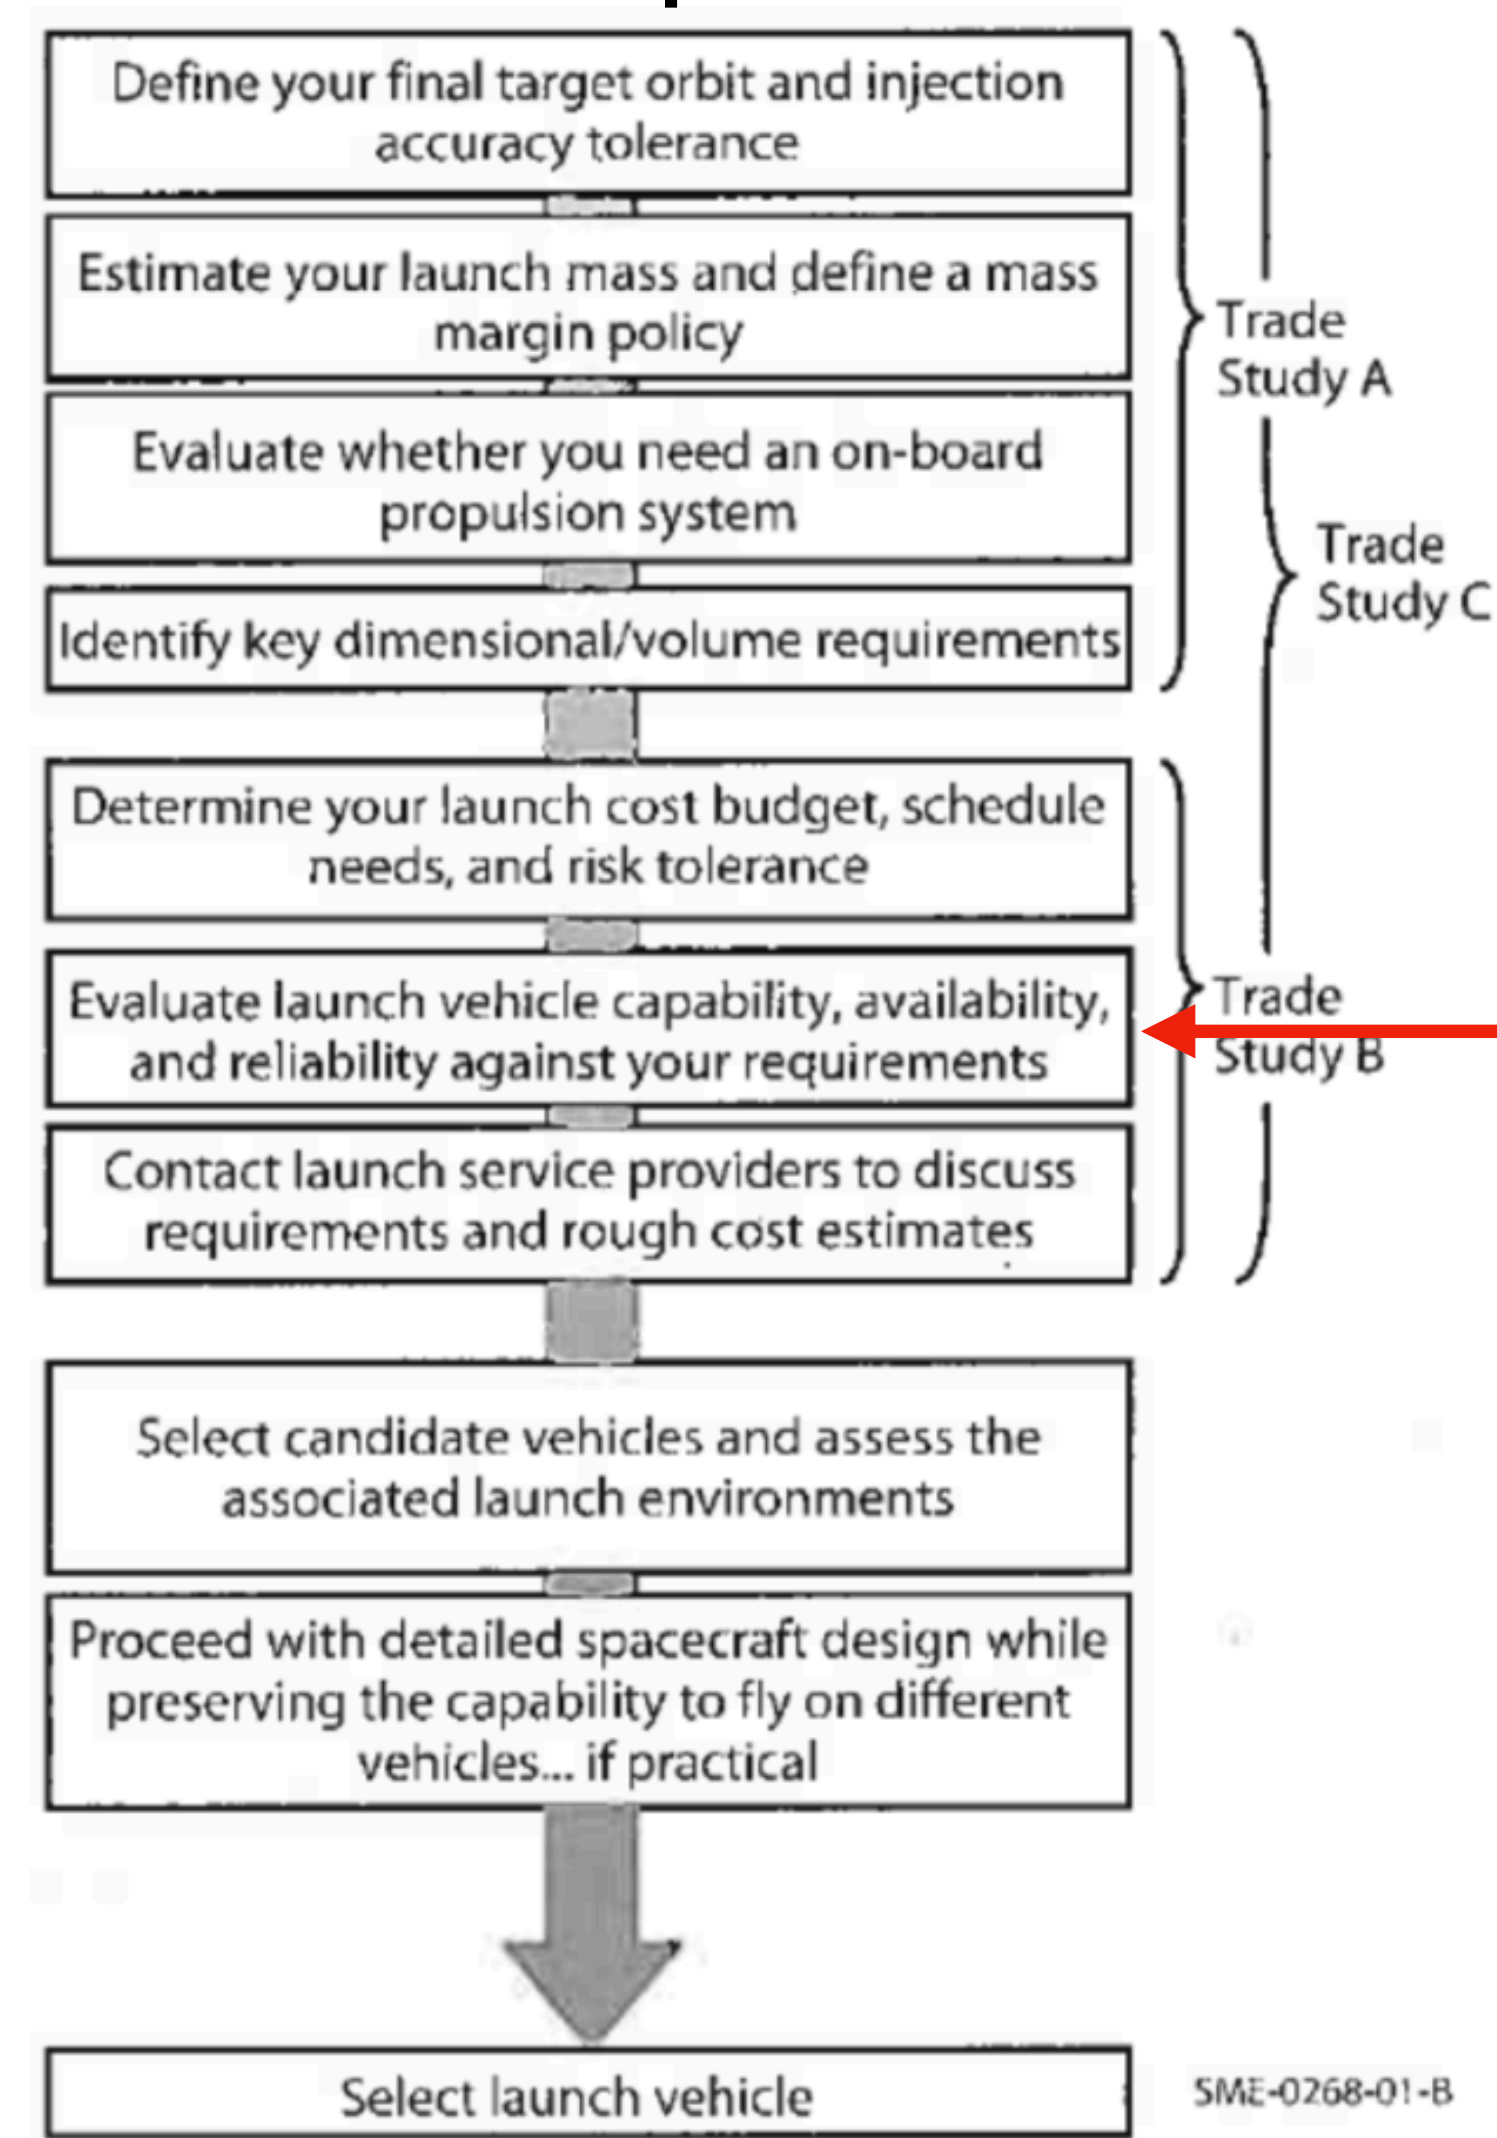 Define your final target orbit and injection
accuracy tolerance
Estimate your launch mass and define a mass
margin policy
Evaluate whether you need an on-board
propulsion system
Identify key dimensional/volume requirements
Trade
Study A
Trade
Study C
Determine your launch cost budget, schedule
needs, and risk tolerance
Evaluate launch vehicle capability, availability,
and reliability against your requirements
Contact launch service providers to discuss
requirements and rough cost estimates
Trade
Study B
Select candidate vehicles and assess the
associated launch environments
Proceed with detailed spacecraft design while
preserving the capability to fly on different
vehicles... if practical
Select launch vehicle
SME-0268-01-B